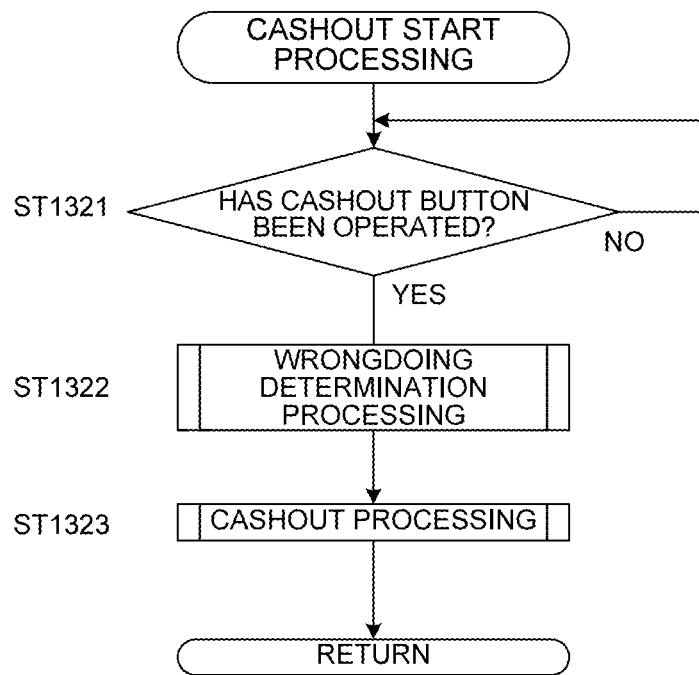 CASHOUT START
PROCESSING
ST1321
HAS CASHOUT BUTTON
BEEN OPERATED?
NO
YES
ST1322
WRONGDOING
DETERMINATION
PROCESSING
ST1323
CASHOUT PROCESSING
RETURN